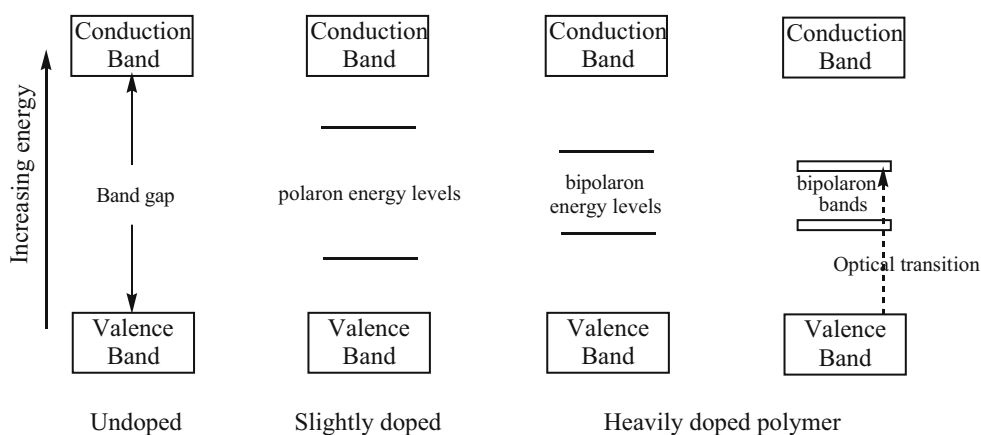 Increasing energy
Conduction
Band
Band gap
Valence
Band
Undoped
Conduction
Band
polaron energy levels
Valence
Band
Slightly doped
Conduction
Band
bipolaron
energy levels
Valence
Band
Conduction
Band
bipolaron
bands
Optical transition
Valence
Band
Heavily doped polymer